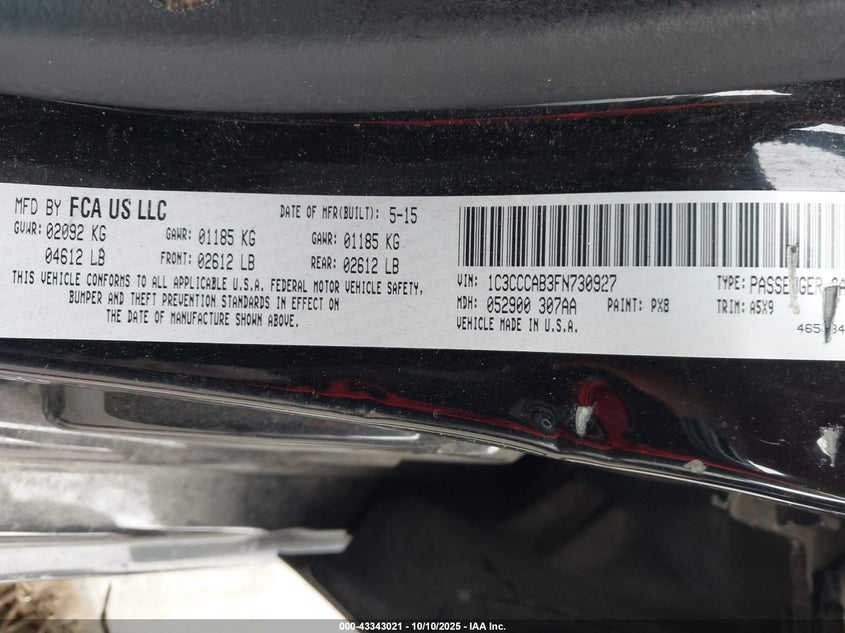 MFD BY FCA US LLC
DATE OF MFR(BUILT): 5-15
GVWR: 02092 KG
GAWR: 01185 KG
GAWR: 01185 KG
04612 LB
FRONT: 02612 LB
REAR: 02612 LB
THIS VEHICLE CONFORMS TO ALL APPLICABLE U.S.A. FEDERAL MOTOR VEHICLE SAFETY,
BUMPER AND THEFT PREVENTION STANDARDS IN EFFECT ON
THE DATE OF MANUFACTURE SHOWN ABOVE.
VIN: 1C3CCCAB3FN730927
TYPE: PASSENGER
MDH: 052900 307AA
PAINT: PX8
TRIM: A5X9
VEHICLE MADE IN U.S.A.
000-43343021 | 10/10/2025 - IAA Inc.